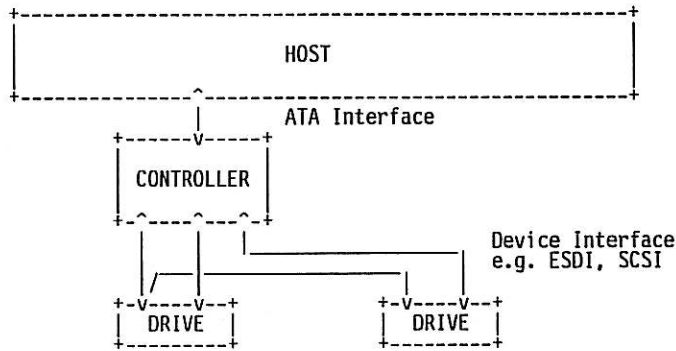 HOST
ATA Interface
CONTROLLER
Device Interface
e.g. ESDI, SCSI
DRIVE
DRIVE